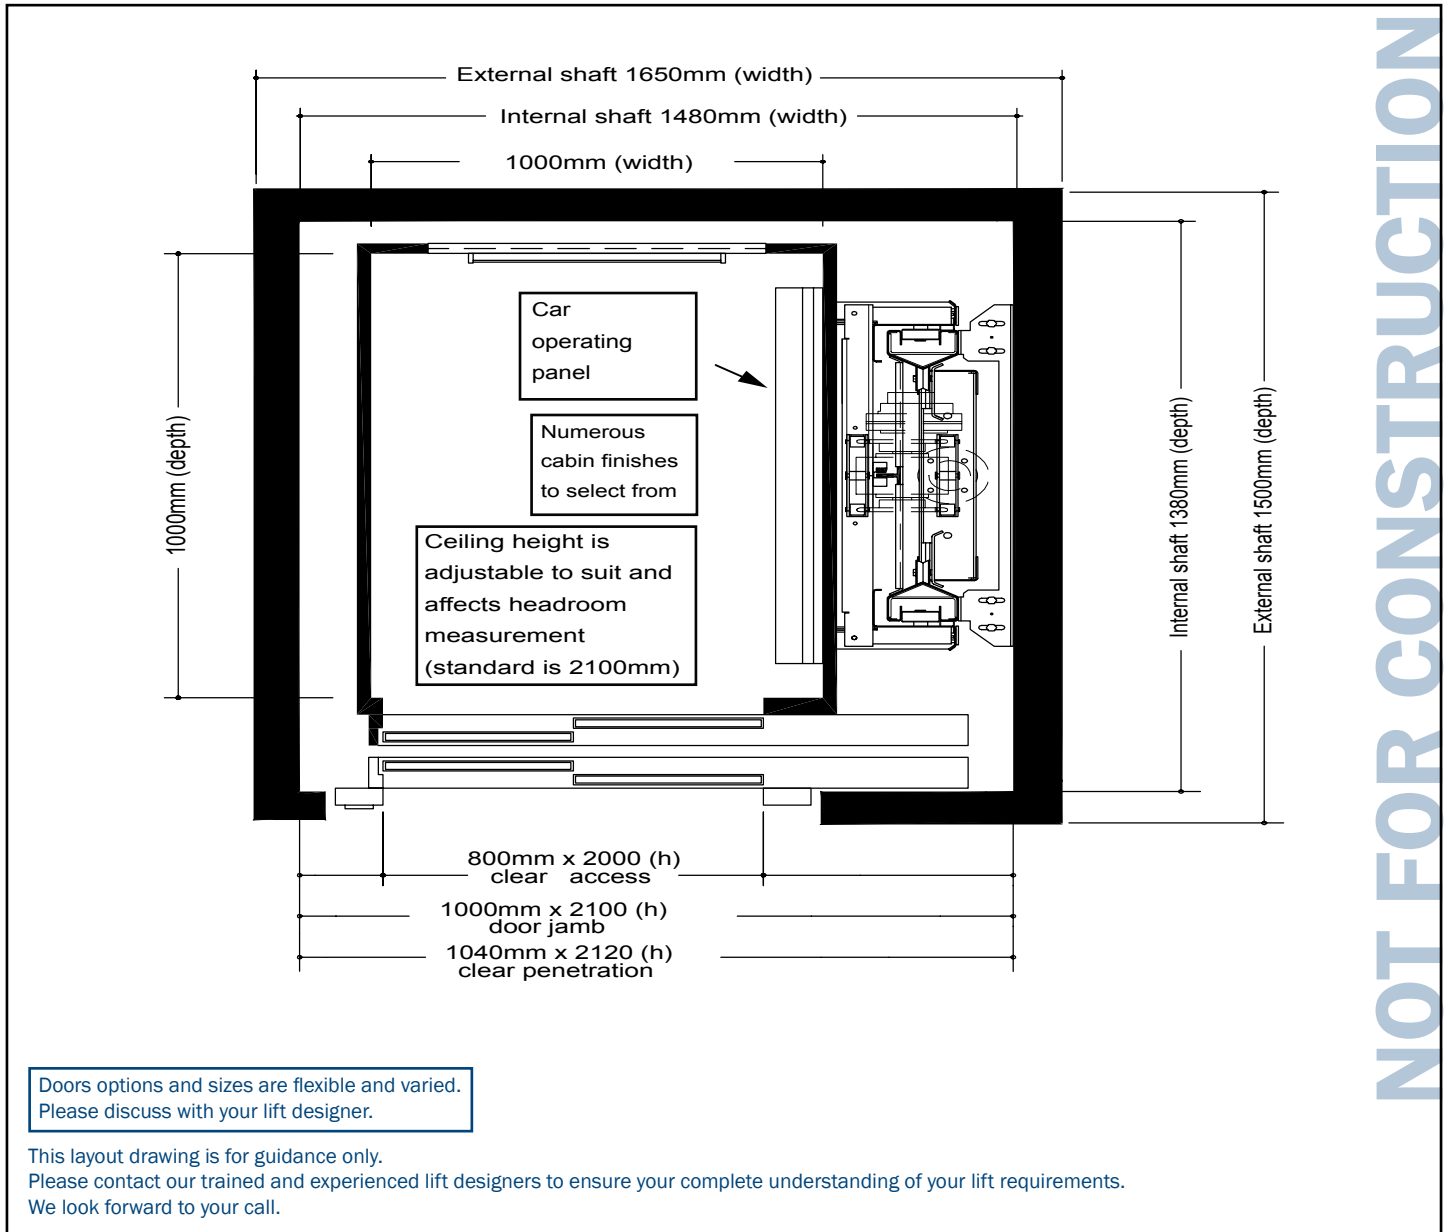 External shaft 1650mm (width)
Internal shaft 1480mm (width)
1000mm (width)
1000mm (depth)
Car
operating
panel
Numerous
cabin finishes
to select from
Ceiling height is
adjustable to suit and
affects headroom
measurement
(standard is 2100mm)
Internal shaft 1380mm (depth)
External shaft 1500mm (depth)
NOT FOR CONSTRUCTION
800mm x 2000 (h)
clear access
1000mm x 2100 (h)
door jamb
1040mm x 2120 (h)
clear penetration
Doors options and sizes are flexible and varied.
Please discuss with your lift designer.
This layout drawing is for guidance only.
Please contact our trained and experienced lift designers to ensure your complete understanding of your lift requirements.
We look forward to your call.